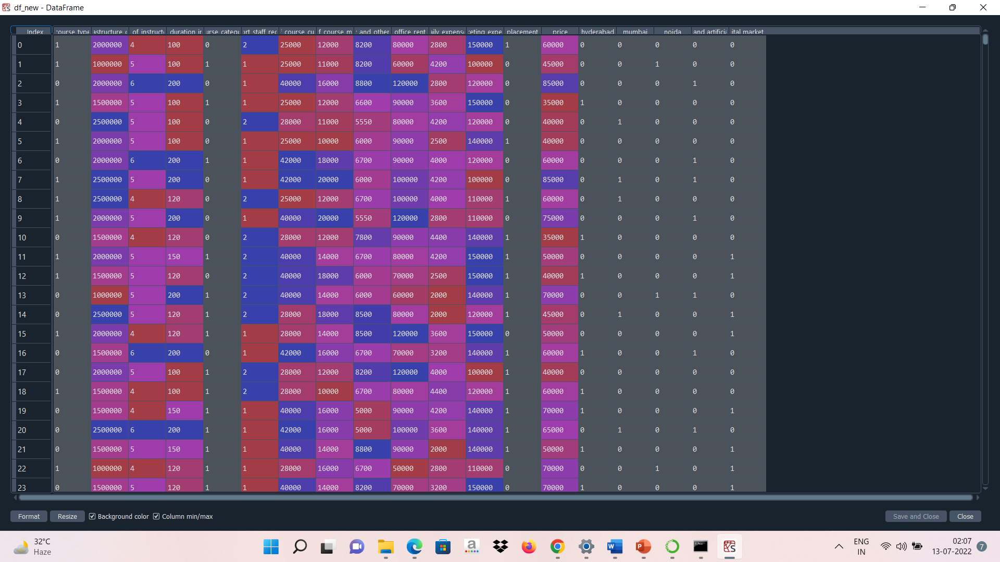 df_new - DataFrame
Index course_type astructure_c of_instructo duration_in urse_catego ort_staff_rec course_cu f_course_m and_other office_rent aily_expens keting_expe placement price hyderabad mumbai noida and artificia ital market
0 1 2000000 4 100 0 2 25000 12000 8200 80000 2800 150000 1 60000 0 0 0 0 0
1 1 1000000 5 100 1 1 25000 11000 8200 60000 4200 100000 0 45000 0 0 1 0 0
2 0 2000000 6 200 0 1 40000 16000 8800 120000 2800 120000 0 85000 0 0 0 1 0
3 1 1500000 5 100 1 1 25000 12000 6600 90000 3600 150000 0 35000 1 0 0 0 0
4 0 2500000 5 100 0 2 28000 11000 5550 80000 4200 120000 0 40000 0 1 0 0 0
5 1 2000000 5 100 0 1 25000 10000 6000 90000 2500 140000 1 40000 0 0 0 0 0
6 0 2000000 6 200 1 1 42000 18000 6700 90000 4000 120000 0 60000 0 0 0 1 0
7 1 2500000 5 200 0 1 42000 20000 6000 100000 4200 100000 0 85000 0 1 0 1 0
8 1 2500000 4 120 0 2 25000 12000 6700 100000 4000 110000 1 60000 0 1 0 0 0
9 1 2000000 5 200 0 1 40000 20000 5550 120000 2800 110000 0 75000 0 0 0 1 0
10 0 1500000 4 120 0 2 28000 12000 7800 90000 4400 140000 1 35000 1 0 0 0 0
11 1 2000000 5 150 1 2 40000 14000 6700 80000 4200 150000 1 50000 0 0 0 0 1
12 1 1500000 5 120 0 2 40000 18000 6000 70000 2500 150000 1 40000 1 0 0 0 1
13 0 1000000 5 200 1 2 40000 14000 6000 60000 2000 140000 1 70000 0 0 1 1 0
14 0 2500000 5 120 1 2 28000 18000 8500 80000 2000 120000 1 45000 0 1 0 0 1
15 1 2000000 4 120 1 1 28000 14000 8500 120000 3600 150000 0 50000 0 0 0 0 1
16 0 1500000 6 200 0 1 42000 16000 6700 70000 3200 140000 1 60000 1 0 0 1 0
17 0 2000000 5 100 1 2 28000 12000 8200 120000 4000 100000 1 40000 0 0 0 0 0
18 1 1500000 4 100 1 2 28000 10000 6700 80000 4400 120000 1 60000 1 0 0 0 0
19 0 1500000 4 150 1 1 40000 16000 5000 90000 4200 140000 1 70000 1 0 0 0 1
20 0 2500000 6 200 1 1 42000 16000 5000 100000 3600 140000 1 65000 0 1 0 1 0
21 0 1500000 5 150 1 1 40000 14000 8800 90000 2000 140000 1 50000 1 0 0 0 1
22 1 1000000 4 120 1 1 28000 16000 6700 50000 2800 110000 0 70000 0 0 1 0 1
23 0 1500000 5 120 1 1 40000 14000 8200 70000 3200 150000 0 70000 1 0 0 0 1
Format Resize Background color Column min/max Save and Close Close
32°C
Haze
ENG
IN
02:07
13-07-2022
7